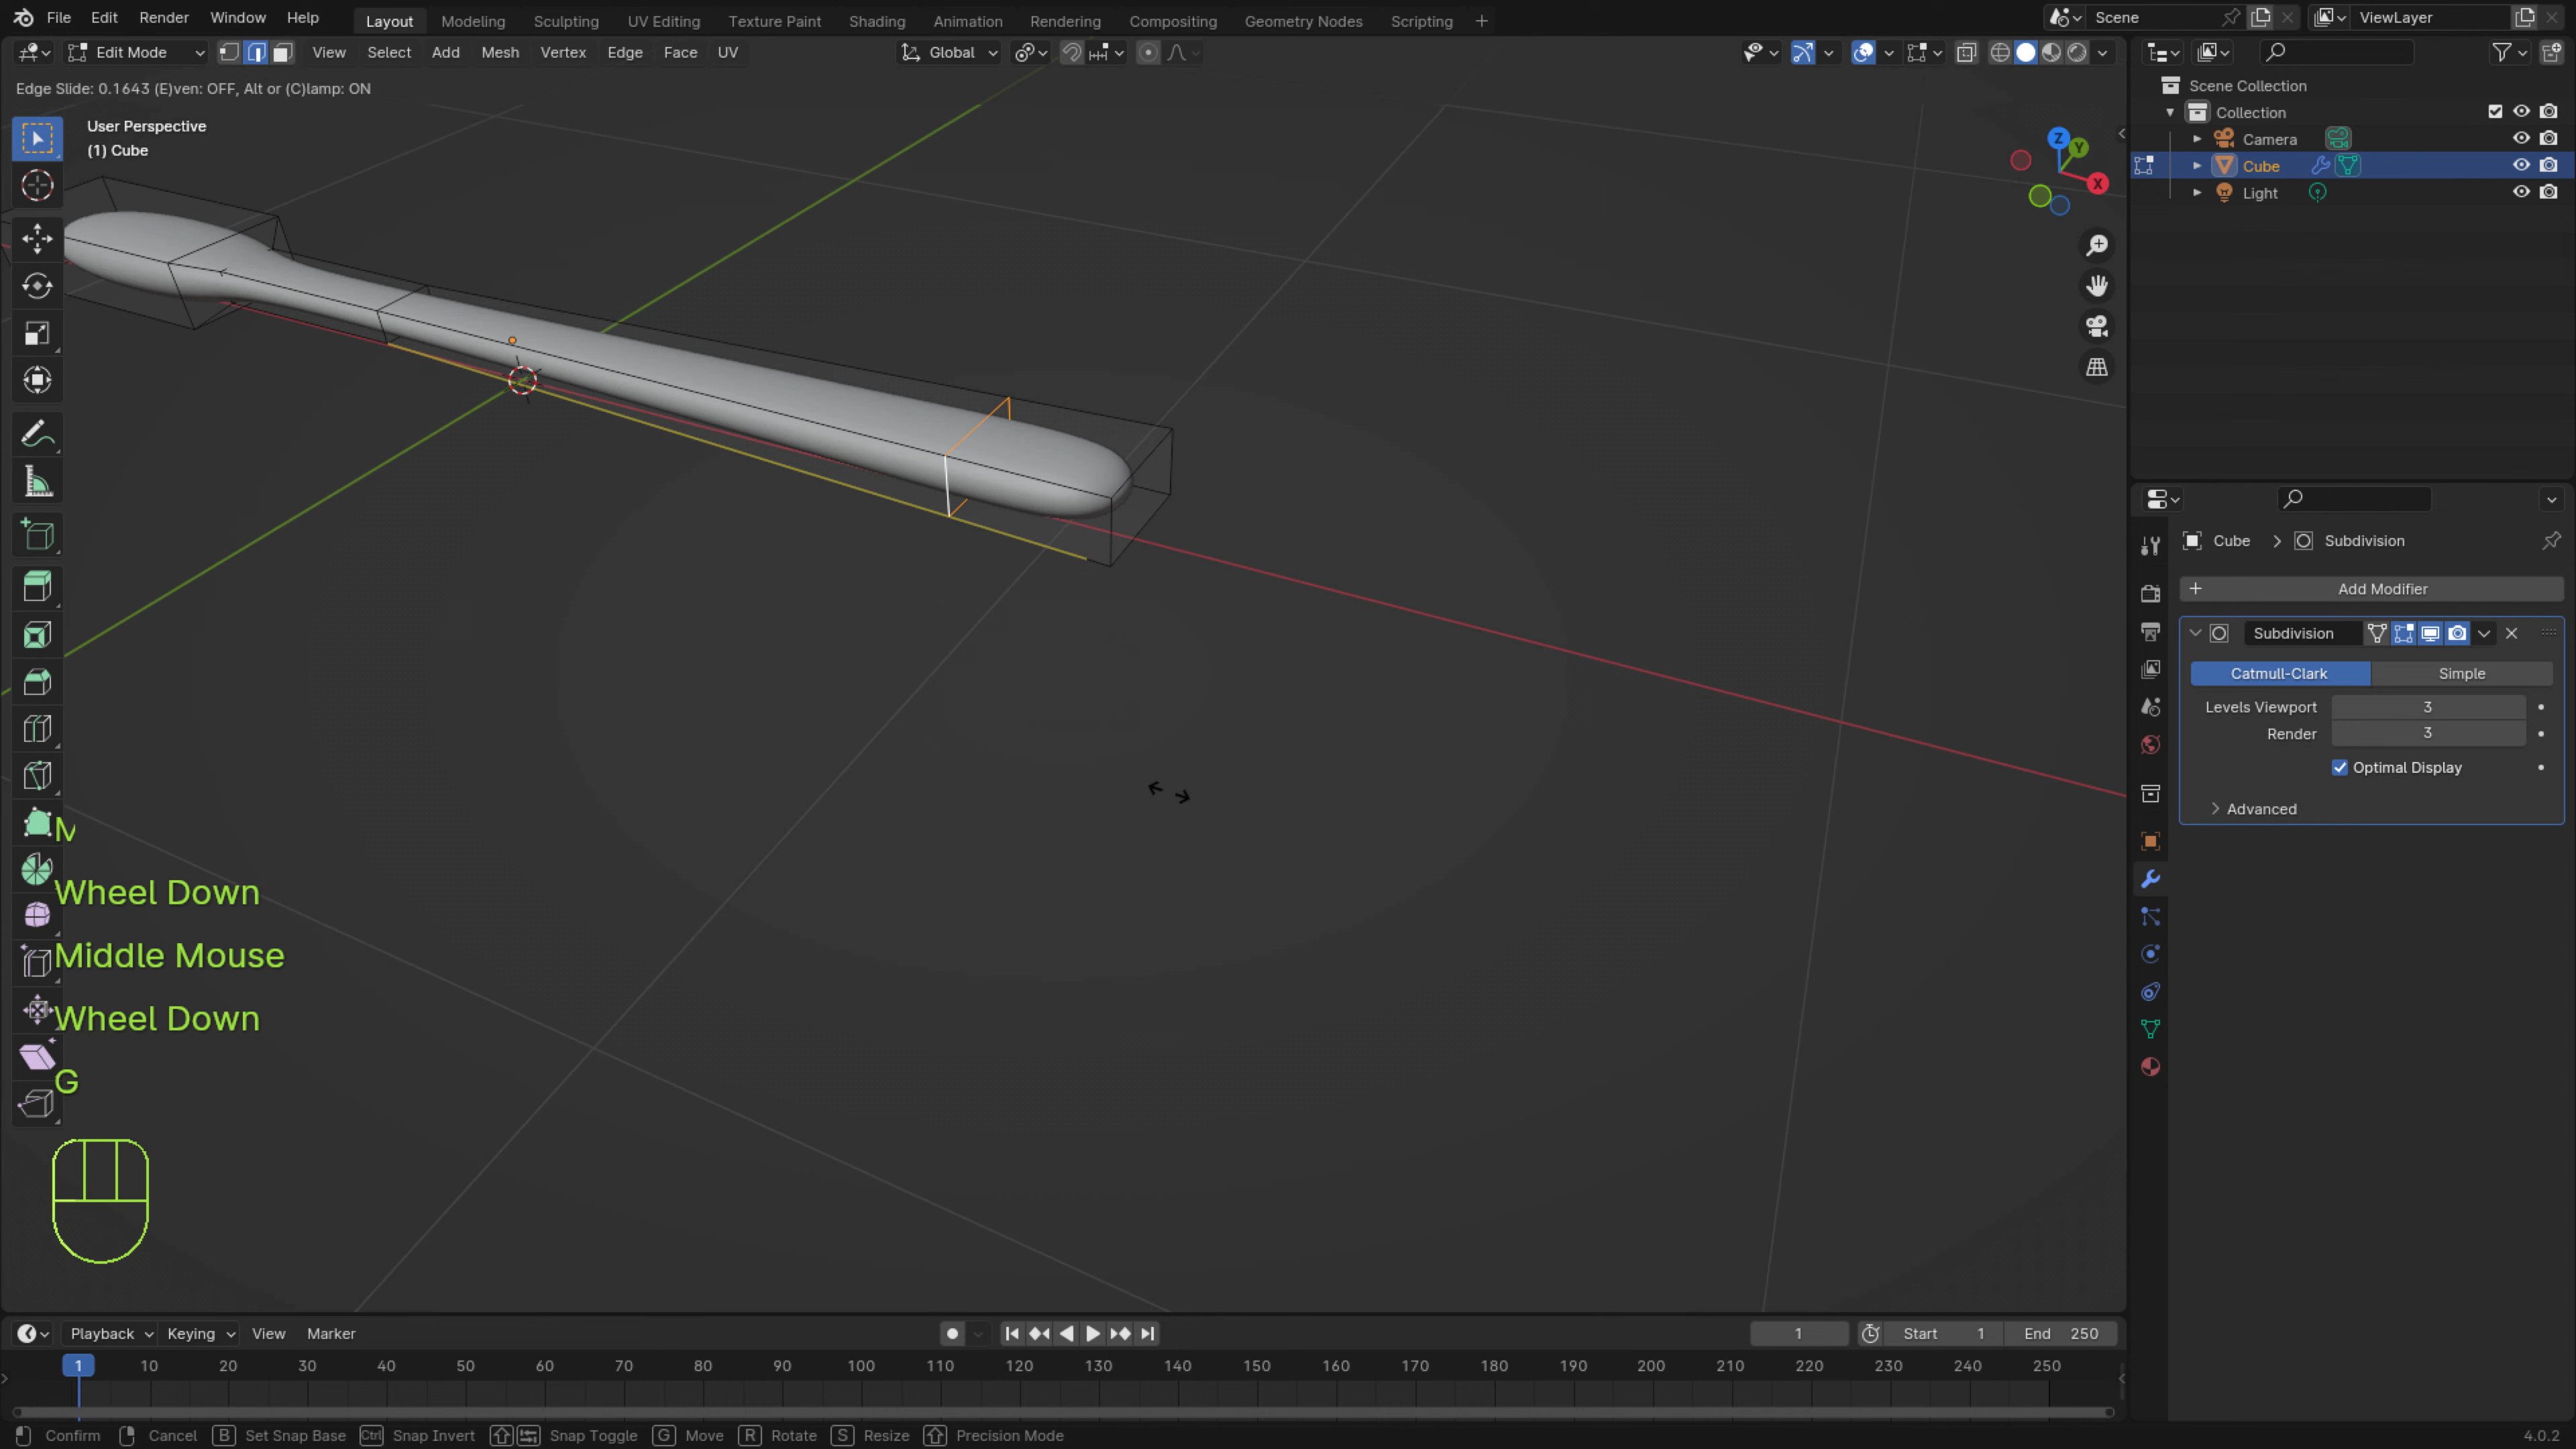 File Edit Render Window Help Layout Modeling Sculpting UV Editing Texture Paint Shading Animation Rendering Compositing Geometry Nodes Scripting + Scene ViewLayer
Edit Mode View Select Add Mesh Vertex Edge Face UV Global
Edge Slide: 0.1643 (E)ven: OFF, Alt or (C)lamp: ON
User Perspective
(1) Cube
Z
Y
X
Scene Collection
Collection
Camera
Cube
Light
Cube > Subdivision
+ Add Modifier
Subdivision
Catmull-Clark Simple
Levels Viewport 3
Render 3
Optimal Display
Advanced
M
Wheel Down
Middle Mouse
Wheel Down
G
Playback Keying View Marker 1 Start 1 End 250
1 10 20 30 40 50 60 70 80 90 100 110 120 130 140 150 160 170 180 190 200 210 220 230 240 250
Confirm Cancel B Set Snap Base Ctrl Snap Invert Snap Toggle G Move R Rotate S Resize Precision Mode 4.0.2